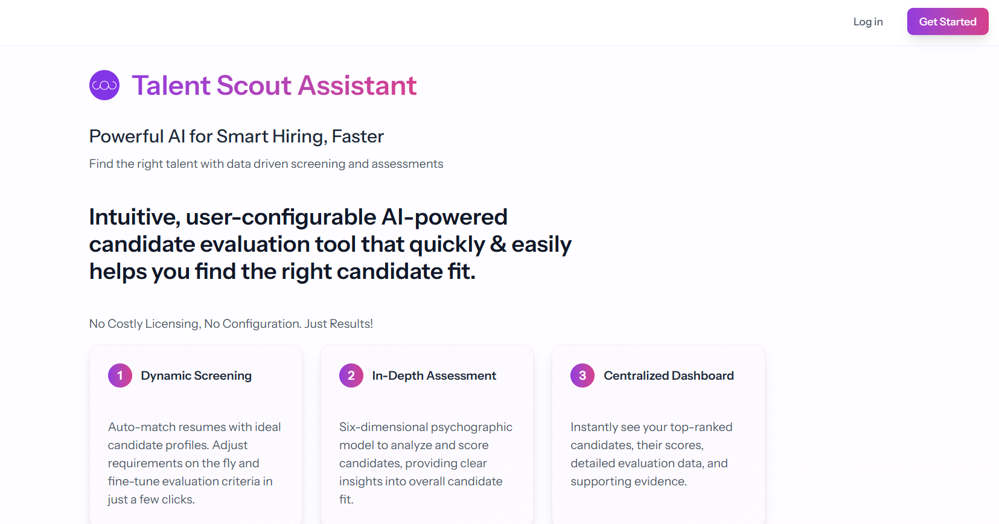 Log in
Get Started
Talent Scout Assistant
Powerful AI for Smart Hiring, Faster
Find the right talent with data driven screening and assessments
Intuitive, user-configurable AI-powered
candidate evaluation tool that quickly & easily
helps you find the right candidate fit.
No Costly Licensing, No Configuration. Just Results!
1 Dynamic Screening
Auto-match resumes with ideal
candidate profiles. Adjust
requirements on the fly and
fine-tune evaluation criteria in
just a few clicks.
2 In-Depth Assessment
Six-dimensional psychographic
model to analyze and score
candidates, providing clear
insights into overall candidate
fit.
3 Centralized Dashboard
Instantly see your top-ranked
candidates, their scores,
detailed evaluation data, and
supporting evidence.